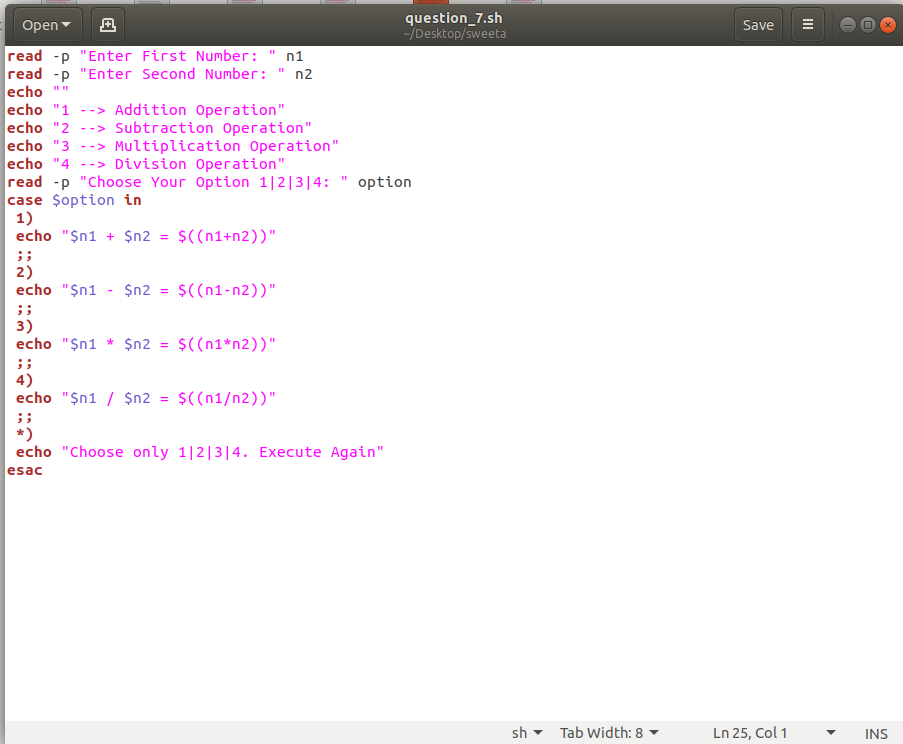 Open
question_7.sh
~/Desktop/sweeta
Save
read -p "Enter First Number: " n1
read -p "Enter Second Number: " n2
echo ""
echo "1 --> Addition Operation"
echo "2 --> Subtraction Operation"
echo "3 --> Multiplication Operation"
echo "4 --> Division Operation"
read -p "Choose Your Option 1|2|3|4: " option
case $option in
 1)
 echo "$n1 + $n2 = $((n1+n2))"
 ;;
 2)
 echo "$n1 - $n2 = $((n1-n2))"
 ;;
 3)
 echo "$n1 * $n2 = $((n1*n2))"
 ;;
 4)
 echo "$n1 / $n2 = $((n1/n2))"
 ;;
 *)
 echo "Choose only 1|2|3|4. Execute Again"
esac
sh Tab Width: 8 Ln 25, Col 1 INS